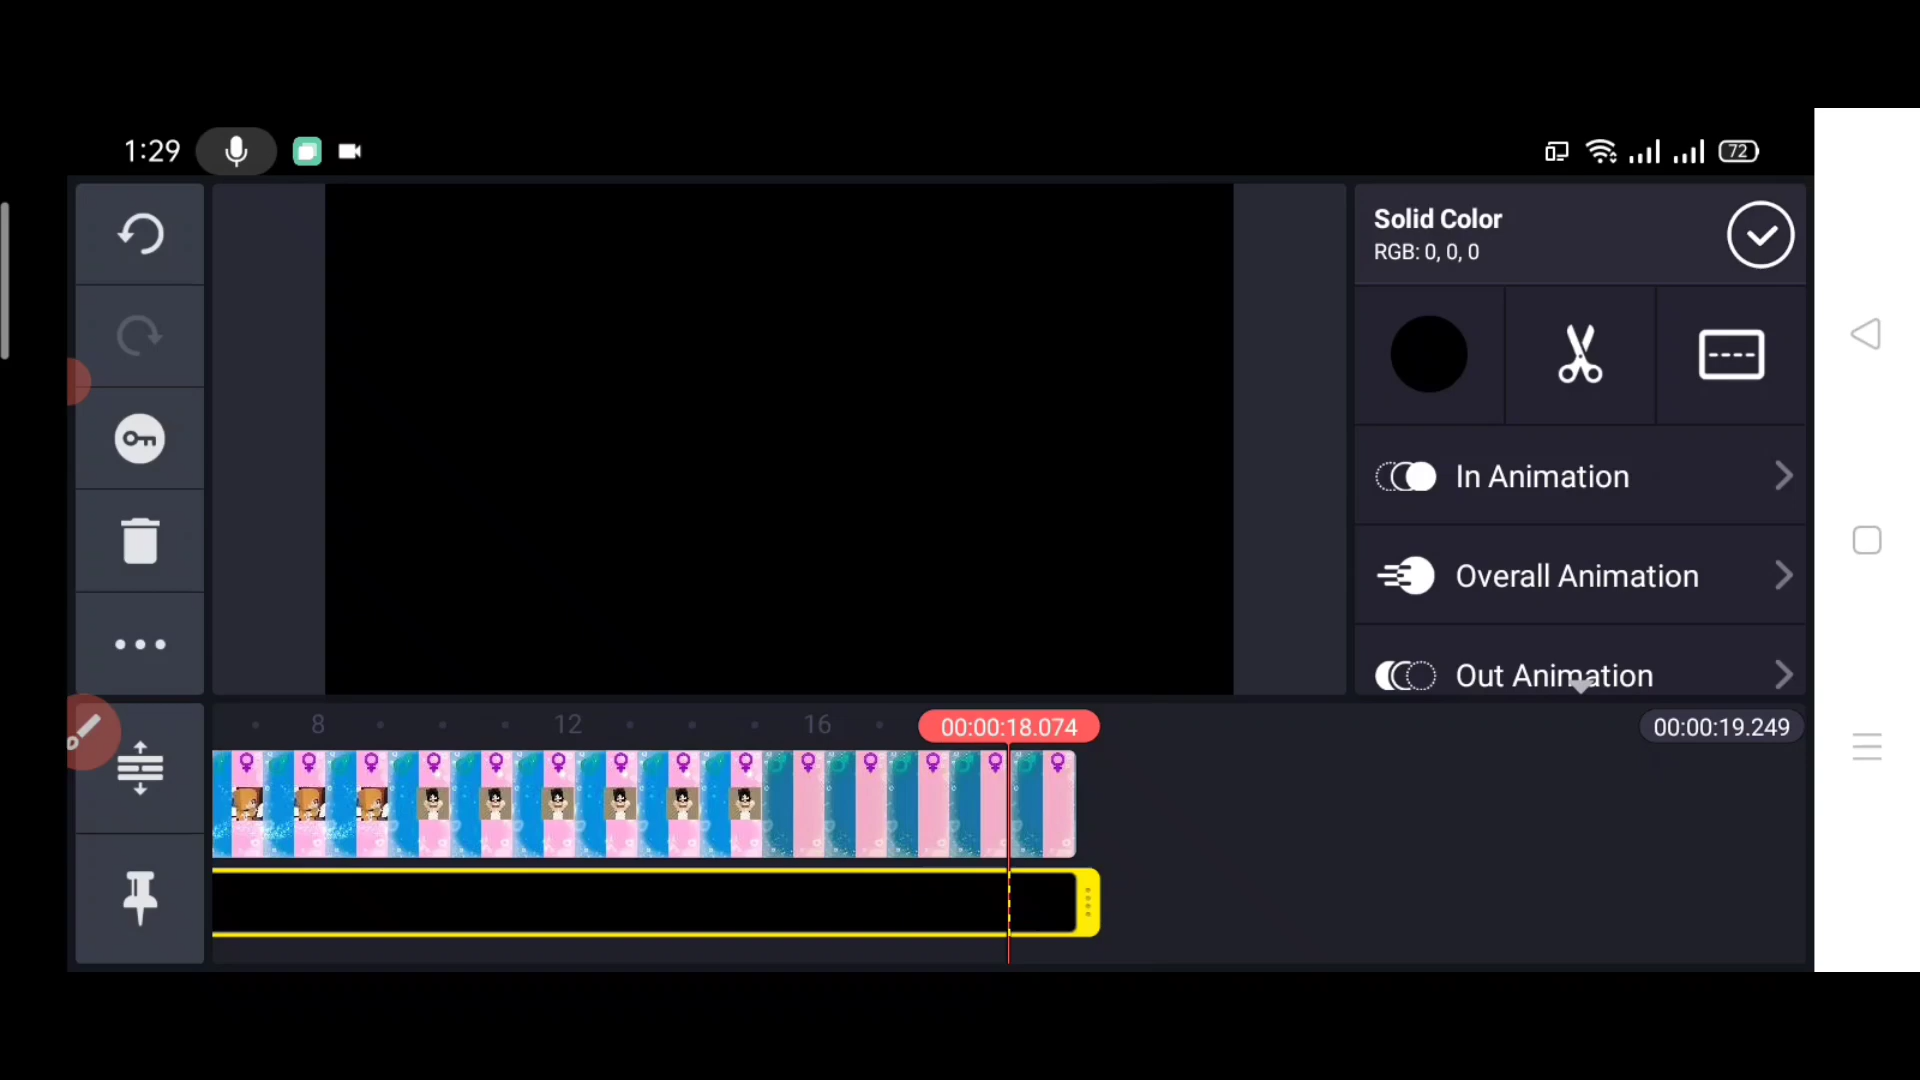 1:29
72
Solid Color
RGB: 0, 0, 0
In Animation
Overall Animation
Out Animation
8
12
16
00:00:18.074
00:00:19.249